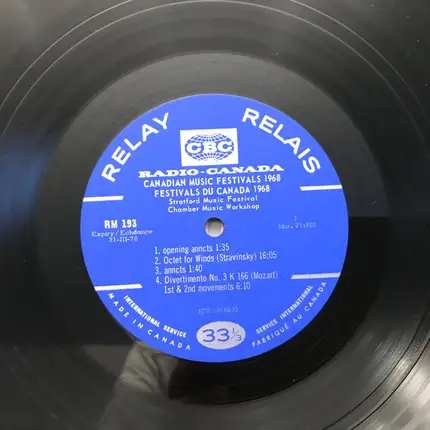 RELAY RELAIS
CBC
RADIO-CANADA
CANADIAN MUSIC FESTIVALS 1968
FESTIVALS DU CANADA 1968
Stratford Music Festival
Chamber Music Workshop
RM 193
Expiry/Echéance
31-III-70
1. opening anncts 1:35
2. Octet for Winds (Stravinsky) 16:05
3. anncts 1:40
4. Divertimento No. 3 K 166 (Mozart)
1st & 2nd movements 6:10
INTERNATIONAL SERVICE
MADE IN CANADA
33 1/3
SERVICE INTERNATIONAL
FABRIQUÉ AU CANADA